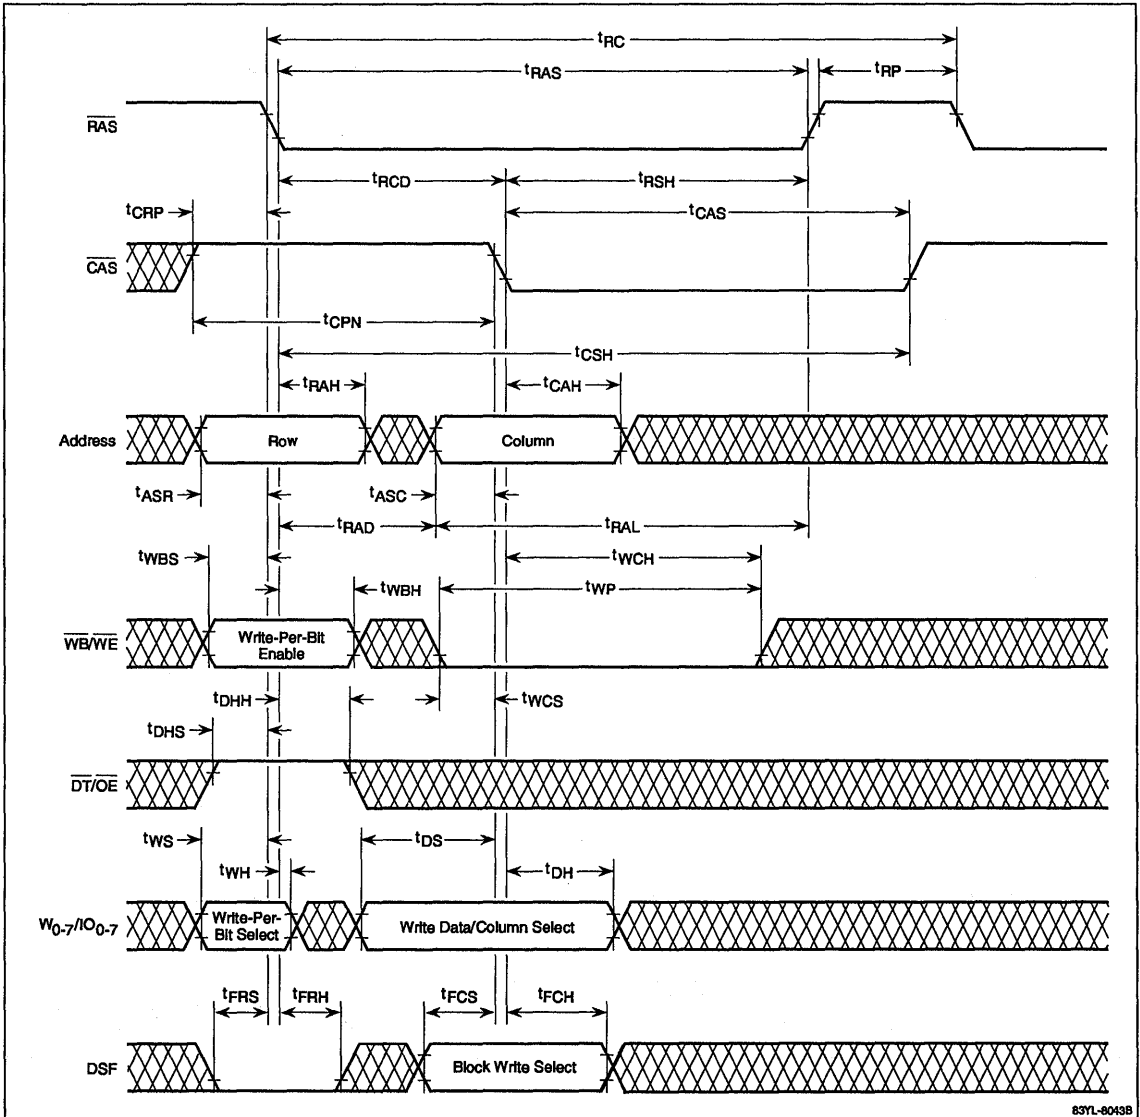 tRC
tRAS
tRP
RAS
tRCD
tRSH
tCRP
tCAS
CAS
tCPN
tCSH
tRAH
tCAH
Address
Row
Column
tASR
tASC
tRAD
tRAL
tWBS
tWCH
tWBH
tWP
WB/WE
Write-Per-Bit
Enable
tDHH
tWCS
tDHS
DT/OE
tWS
tDS
tWH
tDH
W0-7/IO0-7
Write-Per-
Bit Select
Write Data/Column Select
tFRS
tFRH
tFCS
tFCH
DSF
Block Write Select
83YL-8043B